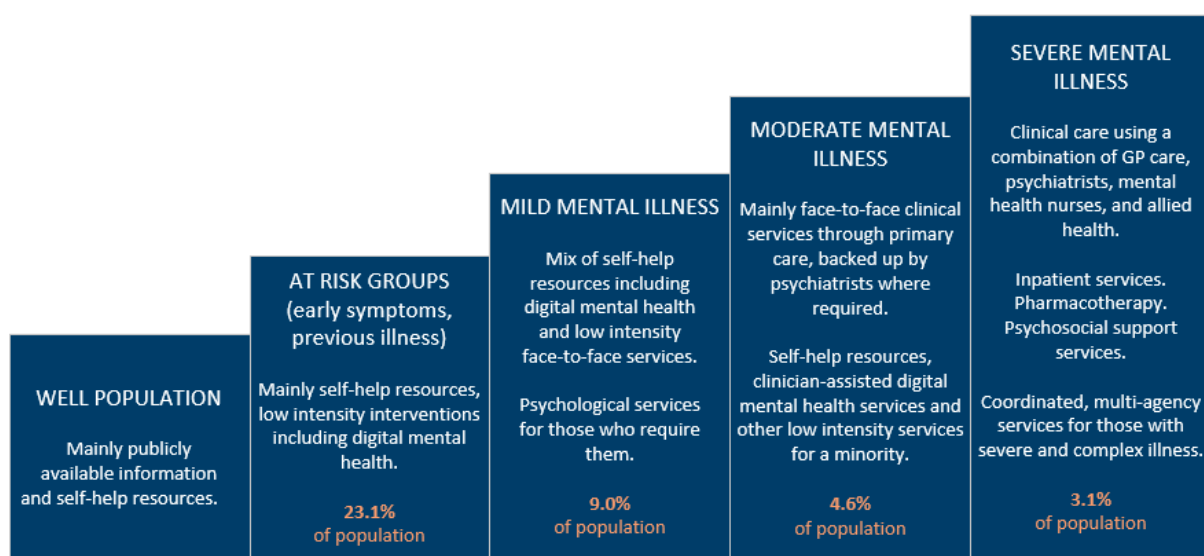 WELL POPULATION
Mainly publicly
available information
and self-help resources.
AT RISK GROUPS
(early symptoms,
previous illness)
Mainly self-help resources,
low intensity interventions
including digital mental
health.
23.1%
of population
MILD MENTAL ILLNESS
Mix of self-help
resources including
digital mental health
and low intensity
face-to-face services.
Psychological services
for those who require
them.
9.0%
of population
MODERATE MENTAL
ILLNESS
Mainly face-to-face clinical
services through primary
care, backed up by
psychiatrists where
required.
Self-help resources,
clinician-assisted digital
mental health services and
other low intensity services
for a minority.
4.6%
of population
SEVERE MENTAL
ILLNESS
Clinical care using a
combination of GP care,
psychiatrists, mental
health nurses, and allied
health.
Inpatient services.
Pharmacotherapy.
Psychosocial support
services.
Coordinated, multi-agency
services for those with
severe and complex illness.
3.1%
of population